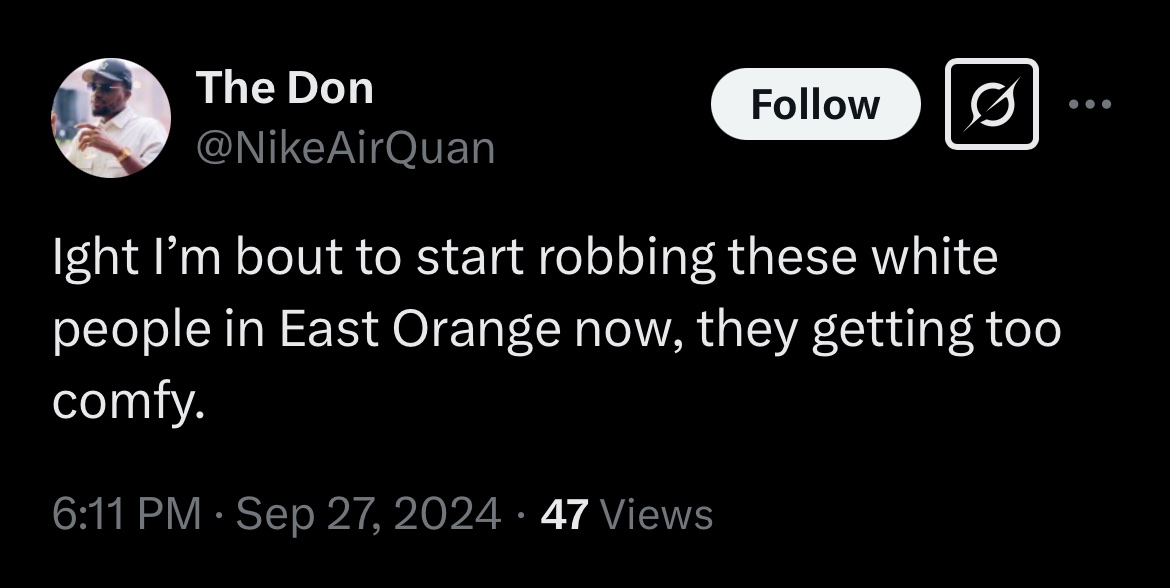 The Don
@NikeAirQuan
Follow
Ight I’m bout to start robbing these white
people in East Orange now, they getting too
comfy.
6:11 PM · Sep 27, 2024 · 47 Views